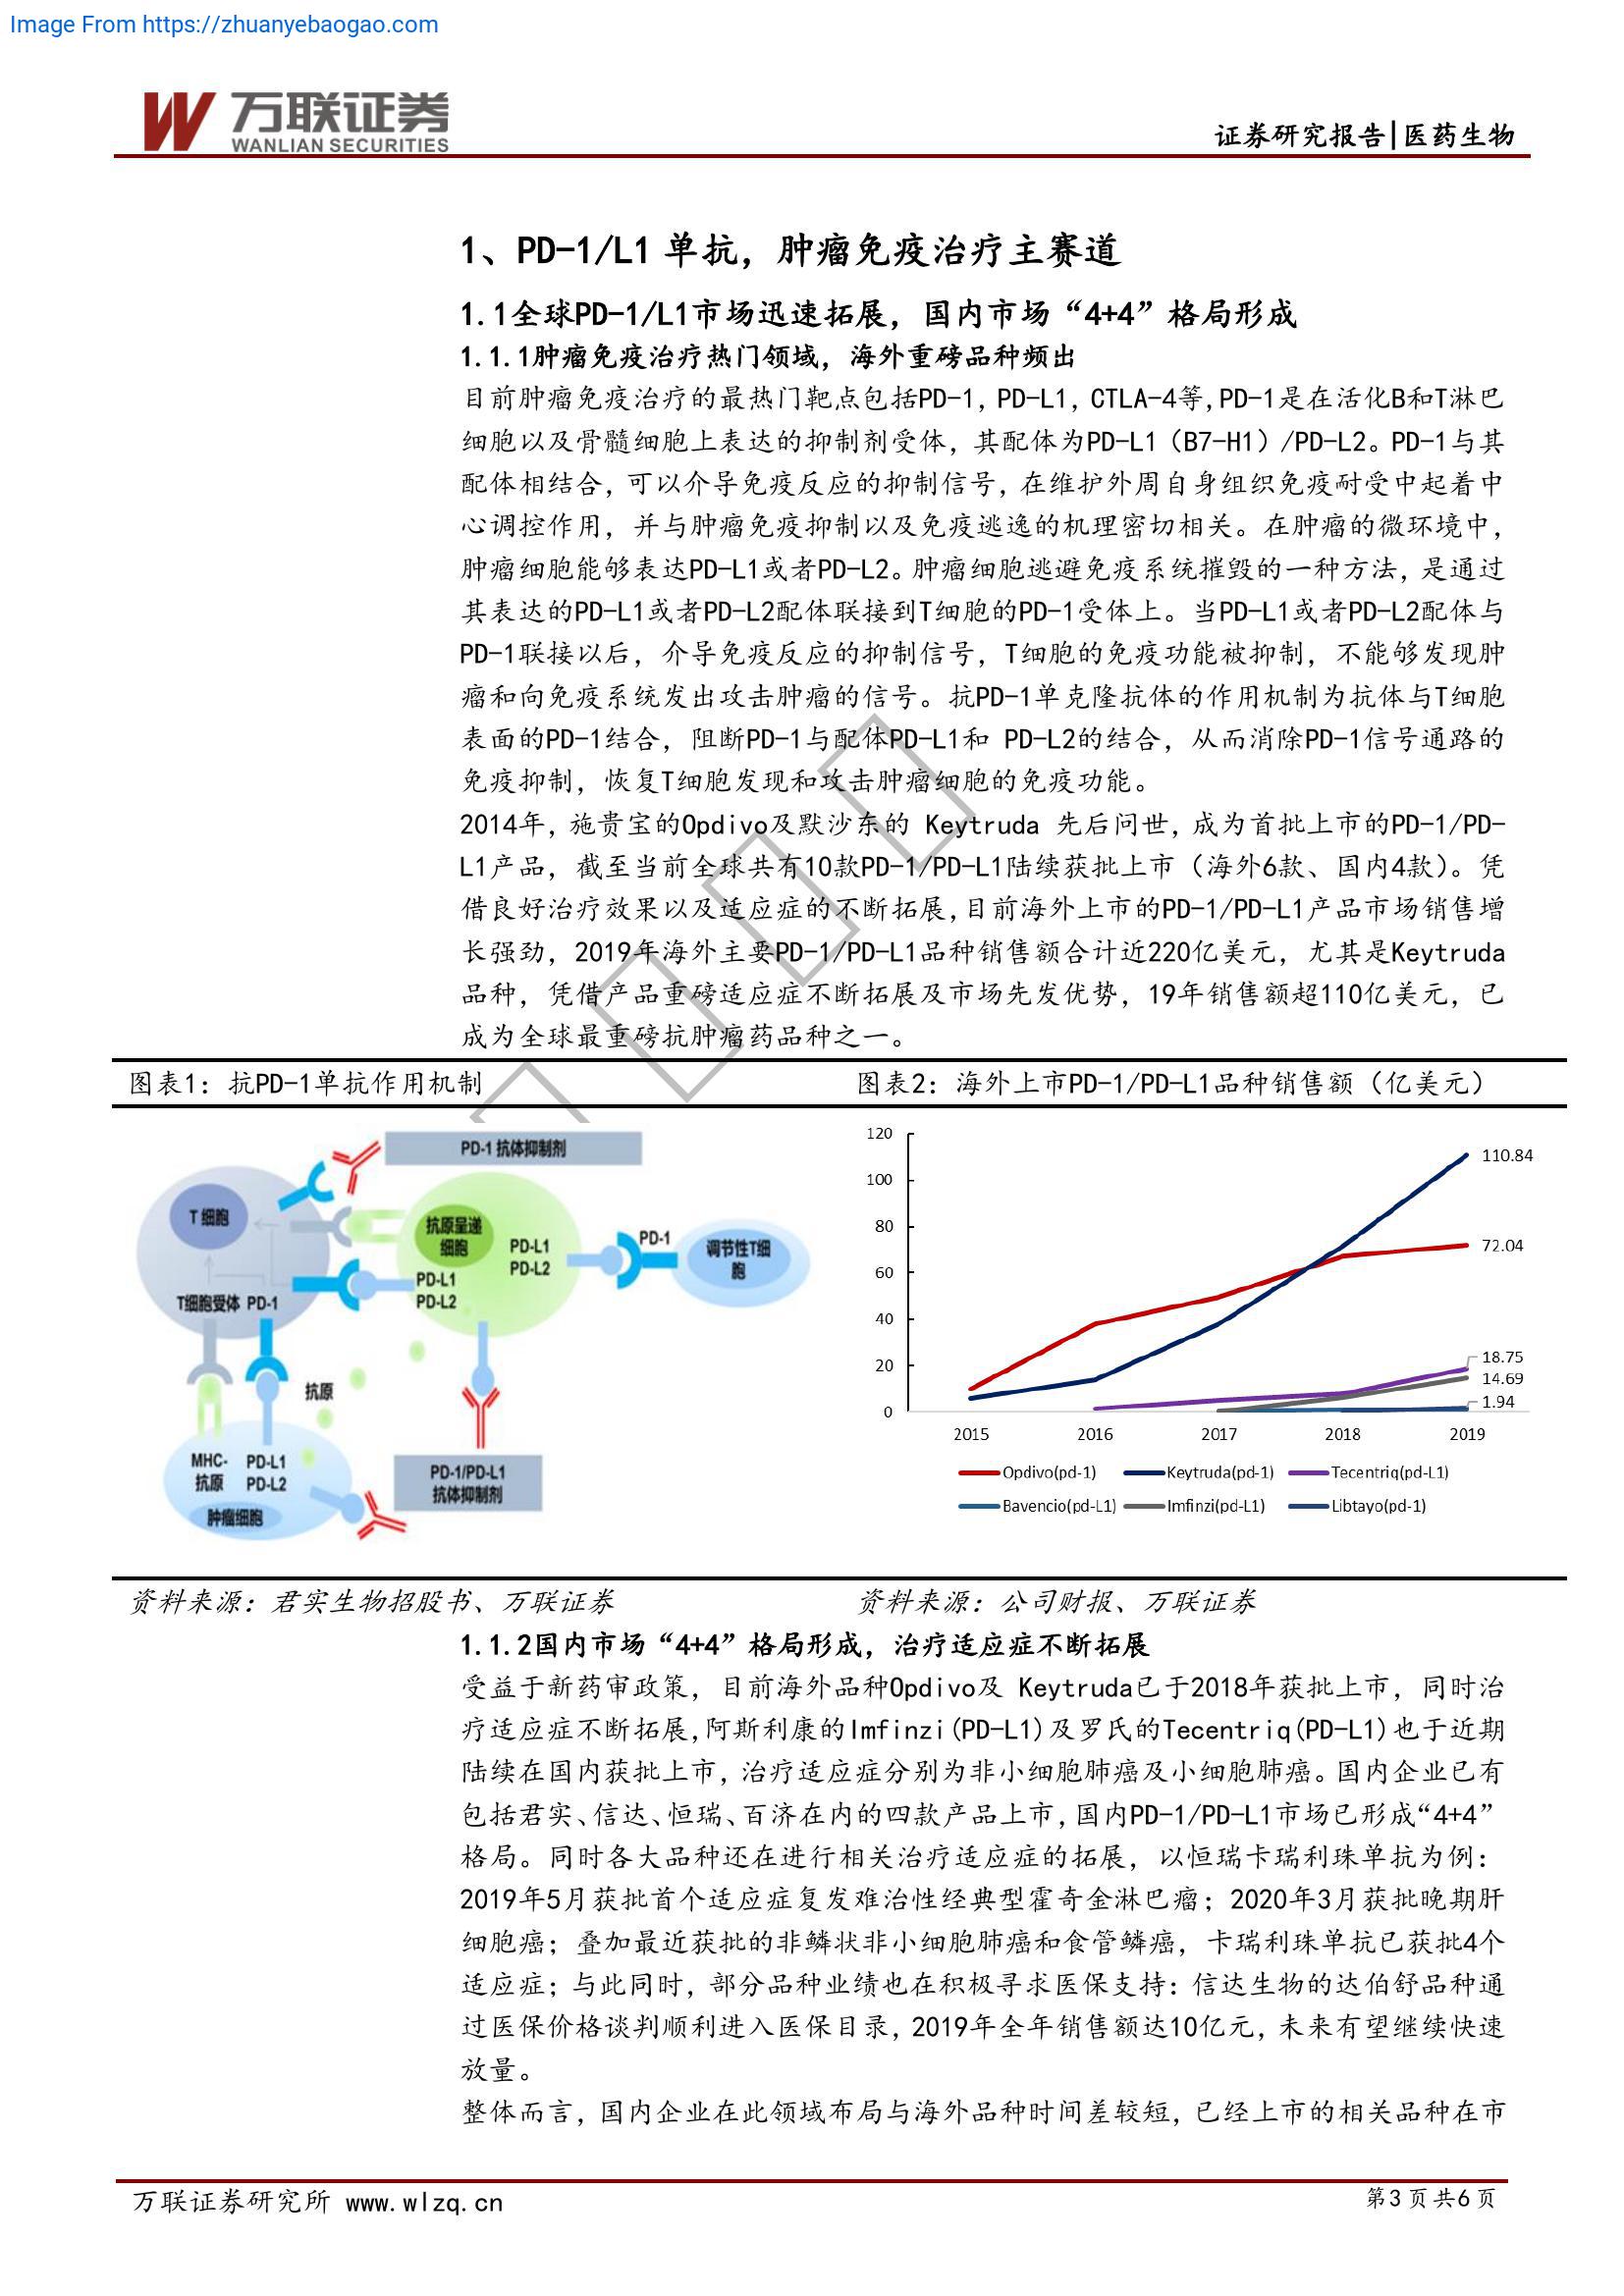 Image From https://zhuanyebaogao.com
万联证券
WANLIAN SECURITIES
证券研究报告|医药生物
1、PD-1/L1 单抗，肿瘤免疫治疗主赛道
1.1全球PD-1/L1市场迅速拓展，国内市场“4+4”格局形成
1.1.1肿瘤免疫治疗热门领域，海外重磅品种频出
目前肿瘤免疫治疗的最热门靶点包括PD-1，PD-L1，CTLA-4等，PD-1是在活化B和T淋巴
细胞以及骨髓细胞上表达的抑制剂受体，其配体为PD-L1（B7-H1）/PD-L2。PD-1与其
配体相结合，可以介导免疫反应的抑制信号，在维护外周自身组织免疫耐受中起着中
心调控作用，并与肿瘤免疫抑制以及免疫逃逸的机理密切相关。在肿瘤的微环境中，
肿瘤细胞能够表达PD-L1或者PD-L2。肿瘤细胞逃避免疫系统摧毁的一种方法，是通过
其表达的PD-L1或者PD-L2配体联接到T细胞的PD-1受体上。当PD-L1或者PD-L2配体与
PD-1联接以后，介导免疫反应的抑制信号，T细胞的免疫功能被抑制，不能够发现肿
瘤和向免疫系统发出攻击肿瘤的信号。抗PD-1单克隆抗体的作用机制为抗体与T细胞
表面的PD-1结合，阻断PD-1与配体PD-L1和 PD-L2的结合，从而消除PD-1信号通路的
免疫抑制，恢复T细胞发现和攻击肿瘤细胞的免疫功能。
2014年，施贵宝的Opdivo及默沙东的 Keytruda 先后问世，成为首批上市的PD-1/PD-
L1产品，截至当前全球共有10款PD-1/PD-L1陆续获批上市（海外6款、国内4款）。凭
借良好治疗效果以及适应症的不断拓展，目前海外上市的PD-1/PD-L1产品市场销售增
长强劲，2019年海外主要PD-1/PD-L1品种销售额合计近220亿美元，尤其是Keytruda
品种，凭借产品重磅适应症不断拓展及市场先发优势，19年销售额超110亿美元，已
成为全球最重磅抗肿瘤药品种之一。
图表1：抗PD-1单抗作用机制
PD-1 抗体抑制剂
T 细胞
抗原呈递
细胞
PD-L1
PD-L2
PD-1
调节性T细
胞
PD-L1
PD-L2
T细胞受体 PD-1
抗原
MHC-
抗原
PD-L1
PD-L2
肿瘤细胞
PD-1/PD-L1
抗体抑制剂
图表2：海外上市PD-1/PD-L1品种销售额（亿美元）
120
100
80
60
40
20
0
110.84
72.04
18.75
14.69
1.94
2015 2016 2017 2018 2019
Opdivo(pd-1) Keytruda(pd-1) Tecentriq(pd-L1)
Bavencio(pd-L1) Imfinzi(pd-L1) Libtayo(pd-1)
资料来源：君实生物招股书、万联证券
资料来源：公司财报、万联证券
1.1.2国内市场“4+4”格局形成，治疗适应症不断拓展
受益于新药审政策，目前海外品种Opdivo及 Keytruda已于2018年获批上市，同时治
疗适应症不断拓展，阿斯利康的Imfinzi(PD-L1)及罗氏的Tecentriq(PD-L1)也于近期
陆续在国内获批上市，治疗适应症分别为非小细胞肺癌及小细胞肺癌。国内企业已有
包括君实、信达、恒瑞、百济在内的四款产品上市，国内PD-1/PD-L1市场已形成“4+4”
格局。同时各大品种还在进行相关治疗适应症的拓展，以恒瑞卡瑞利珠单抗为例：
2019年5月获批首个适应症复发难治性经典型霍奇金淋巴瘤；2020年3月获批晚期肝
细胞癌；叠加最近获批的非鳞状非小细胞肺癌和食管鳞癌，卡瑞利珠单抗已获批4个
适应症；与此同时，部分品种业绩也在积极寻求医保支持：信达生物的达伯舒品种通
过医保价格谈判顺利进入医保目录，2019年全年销售额达10亿元，未来有望继续快速
放量。
整体而言，国内企业在此领域布局与海外品种时间差较短，已经上市的相关品种在市
万联证券研究所 www.wlzq.cn
第3页共6页